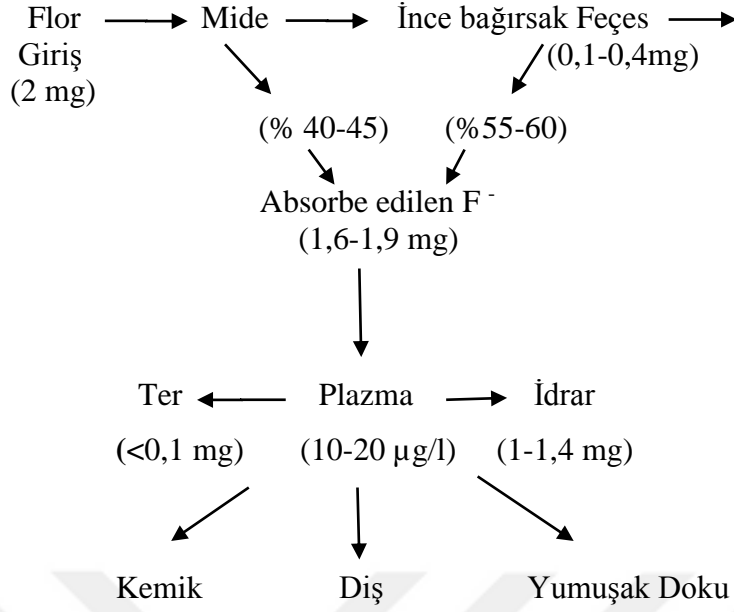 Flor Mide İnce bağırsak Feçes
Giriş (0,1-0,4mg)
(2 mg)
(% 40-45) (%55-60)
Absorbe edilen F -
(1,6-1,9 mg)
Ter Plazma İdrar
(<0,1 mg) (10-20 µg/l) (1-1,4 mg)
Kemik Diş Yumuşak Doku